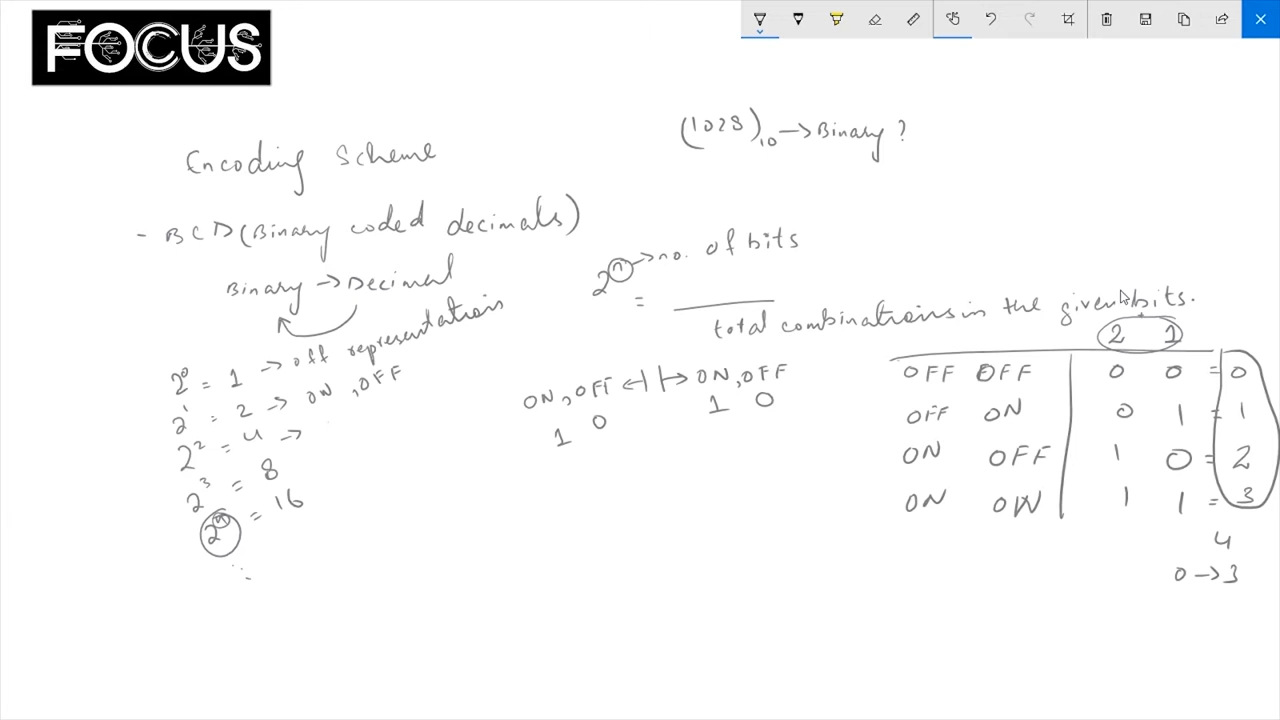 FOCUS
(1028)10 → Binary ?
Encoding Scheme
- BCD (Binary coded decimals)
Binary → Decimal
2^n → no. of bits
= total combinations in the given bits.
2^0 = 1 → off representation
2^1 = 2 → ON, OFF
2^2 = 4 →
2^3 = 8
= 16
ON, OFF ← | → ON, OFF
1 0 1 0
2 1
OFF OFF 0 0 = 0
OFF ON 0 1 = 1
ON OFF 1 0 = 2
ON ON 1 1 = 3
4
0 → 3